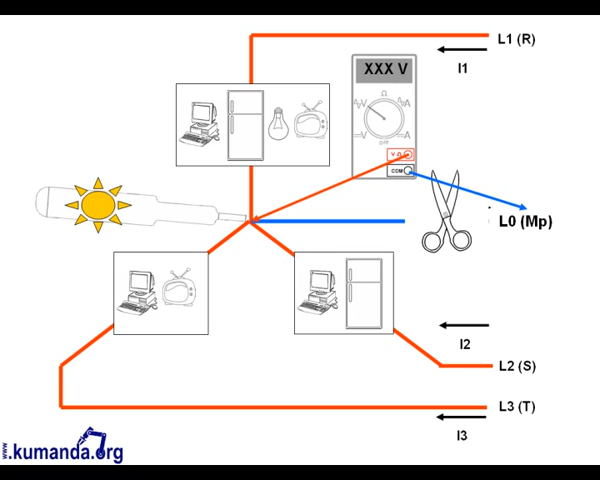 L1 (R)
I1
XXX V
Ω
V
A
V
A
OFF
V Ω
COM
L0 (Mp)
I2
L2 (S)
L3 (T)
I3
www.kumanda.org